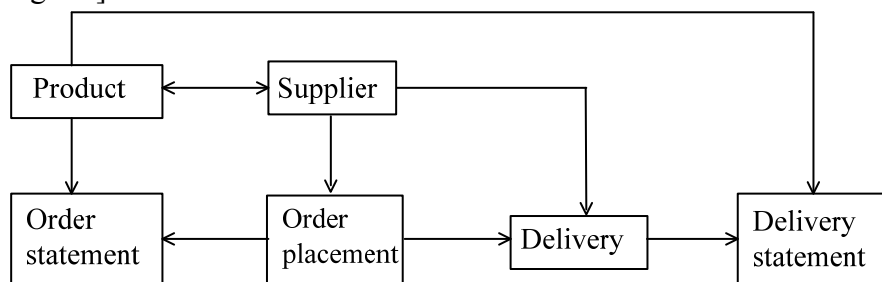 Product
Supplier
Order
statement
Order
placement
Delivery
Delivery
statement